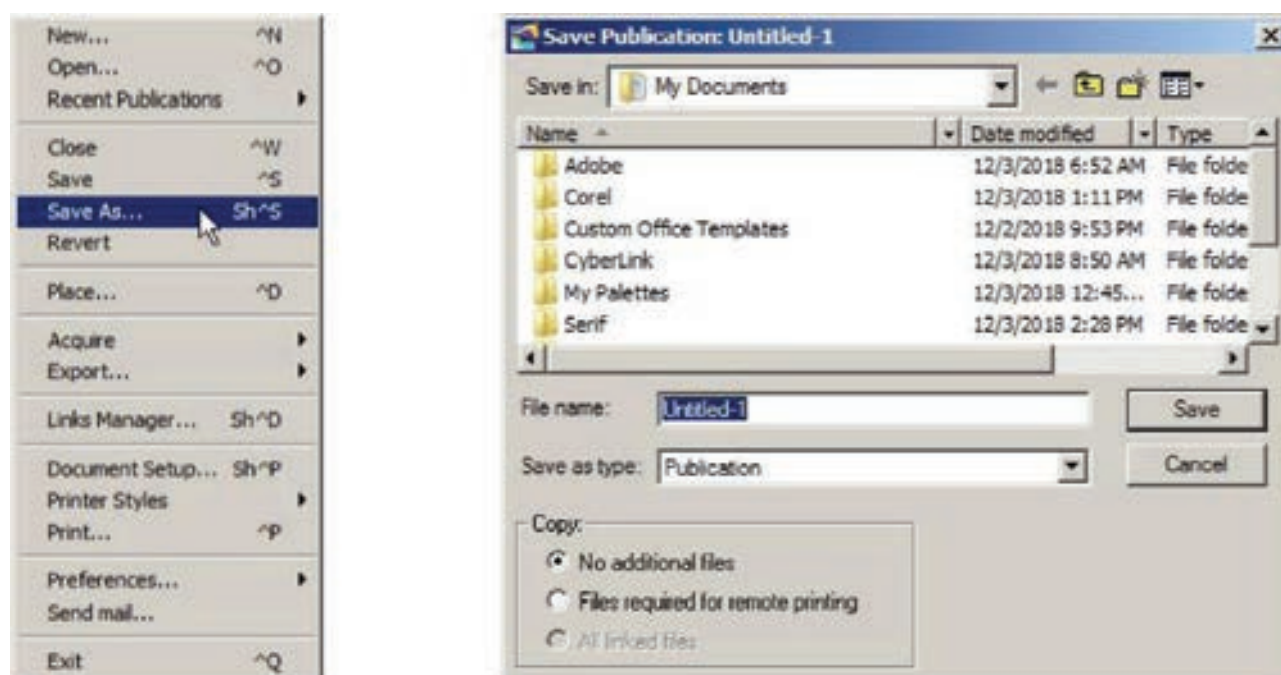 New... ^N
Open... ^O
Recent Publications
Close ^W
Save ^S
Save As... Sh^S
Revert
Place... ^D
Acquire
Export...
Links Manager... Sh^D
Document Setup... Sh^P
Printer Styles
Print... ^P
Preferences...
Send mail...
Exit ^Q
Save Publication: Untitled-1
Save in: My Documents
Name Date modified Type
Adobe 12/3/2018 6:52 AM File folde
Corel 12/3/2018 1:11 PM File folde
Custom Office Templates 12/2/2018 9:53 PM File folde
CyberLink 12/3/2018 8:50 AM File folde
My Palettes 12/3/2018 12:45... File folde
Serif 12/3/2018 2:28 PM File folde
File name: Untitled-1 Save
Save as type: Publication Cancel
Copy:
No additional files
Files required for remote printing
All linked files